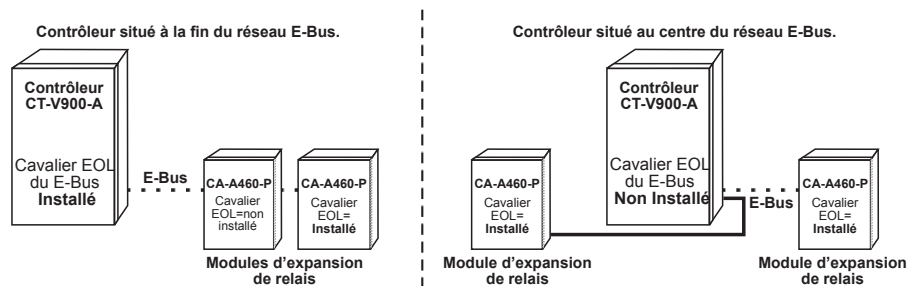 Contrôleur situé à la fin du réseau E-Bus.
Contrôleur
CT-V900-A
Cavalier EOL
du E-Bus
Installé
E-Bus
CA-A460-P
Cavalier
EOL=non
installé
CA-A460-P
Cavalier
EOL=
Installé
Modules d'expansion
de relais
Contrôleur situé au centre du réseau E-Bus.
Contrôleur
CT-V900-A
Cavalier EOL
du E-Bus
Non Installé
CA-A460-P
Cavalier
EOL=
Installé
Module d'expansion
de relais
E-Bus
CA-A460-P
Cavalier
EOL=
Installé
Module d'expansion
de relais